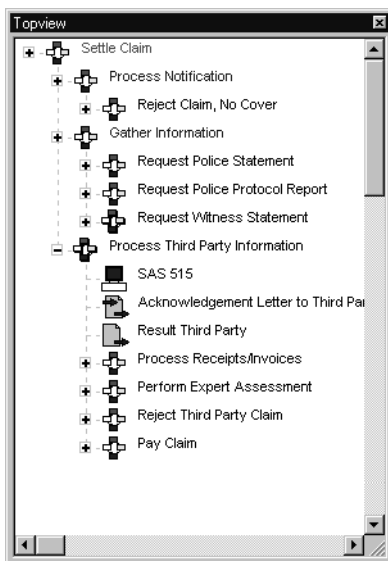 Topview
Settle Claim
Process Notification
Reject Claim, No Cover
Gather Information
Request Police Statement
Request Police Protocol Report
Request Witness Statement
Process Third Party Information
SAS 515
Acknowledgement Letter to Third Par
Result Third Party
Process Receipts/Invoices
Perform Expert Assessment
Reject Third Party Claim
Pay Claim